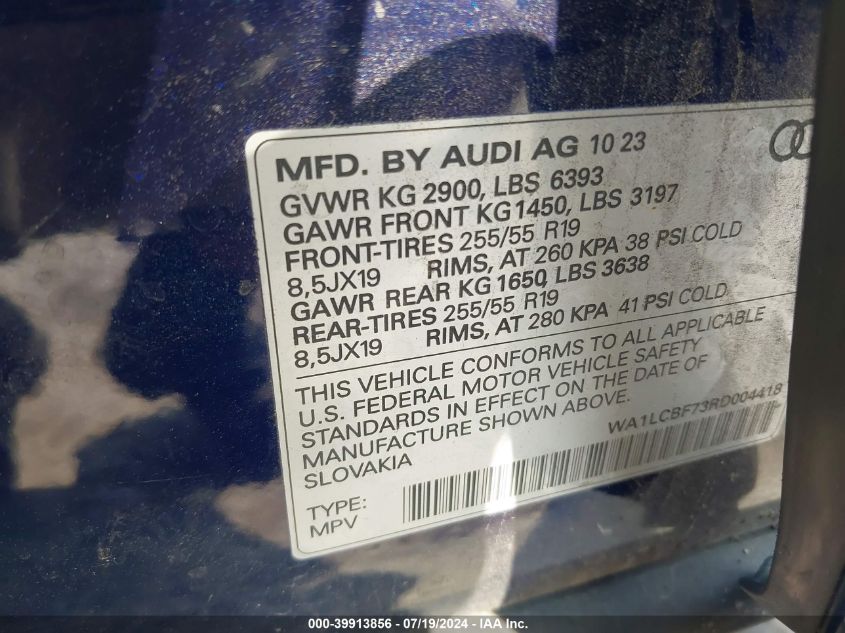 MFD. BY AUDI AG 10 23
GVWR KG 2900, LBS 6393
GAWR FRONT KG1450, LBS 3197
FRONT-TIRES 255/55 R19
8,5JX19 RIMS, AT 260 KPA 38 PSI COLD
GAWR REAR KG 1650, LBS 3638
REAR-TIRES 255/55 R19
8,5JX19 RIMS, AT 280 KPA 41 PSI COLD
THIS VEHICLE CONFORMS TO ALL APPLICABLE
U.S. FEDERAL MOTOR VEHICLE SAFETY
STANDARDS IN EFFECT ON THE DATE OF
MANUFACTURE SHOWN ABOVE.
SLOVAKIA
WA1LCBF73RD004418
TYPE:
MPV
000-39913856 - 07/19/2024 - IAA Inc.